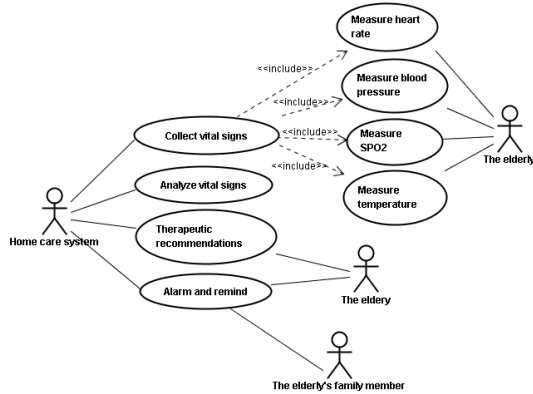 Measure heart
rate
<<include>>
Measure blood
pressure
<<include>>
Collect vital signs
<<include>>
Measure
SPO2
The elderly
<<include>>
Analyze vital signs
Measure
temperature
Home care system
Therapeutic
recommendations
Alarm and remind
The eldery
The elderly's family member